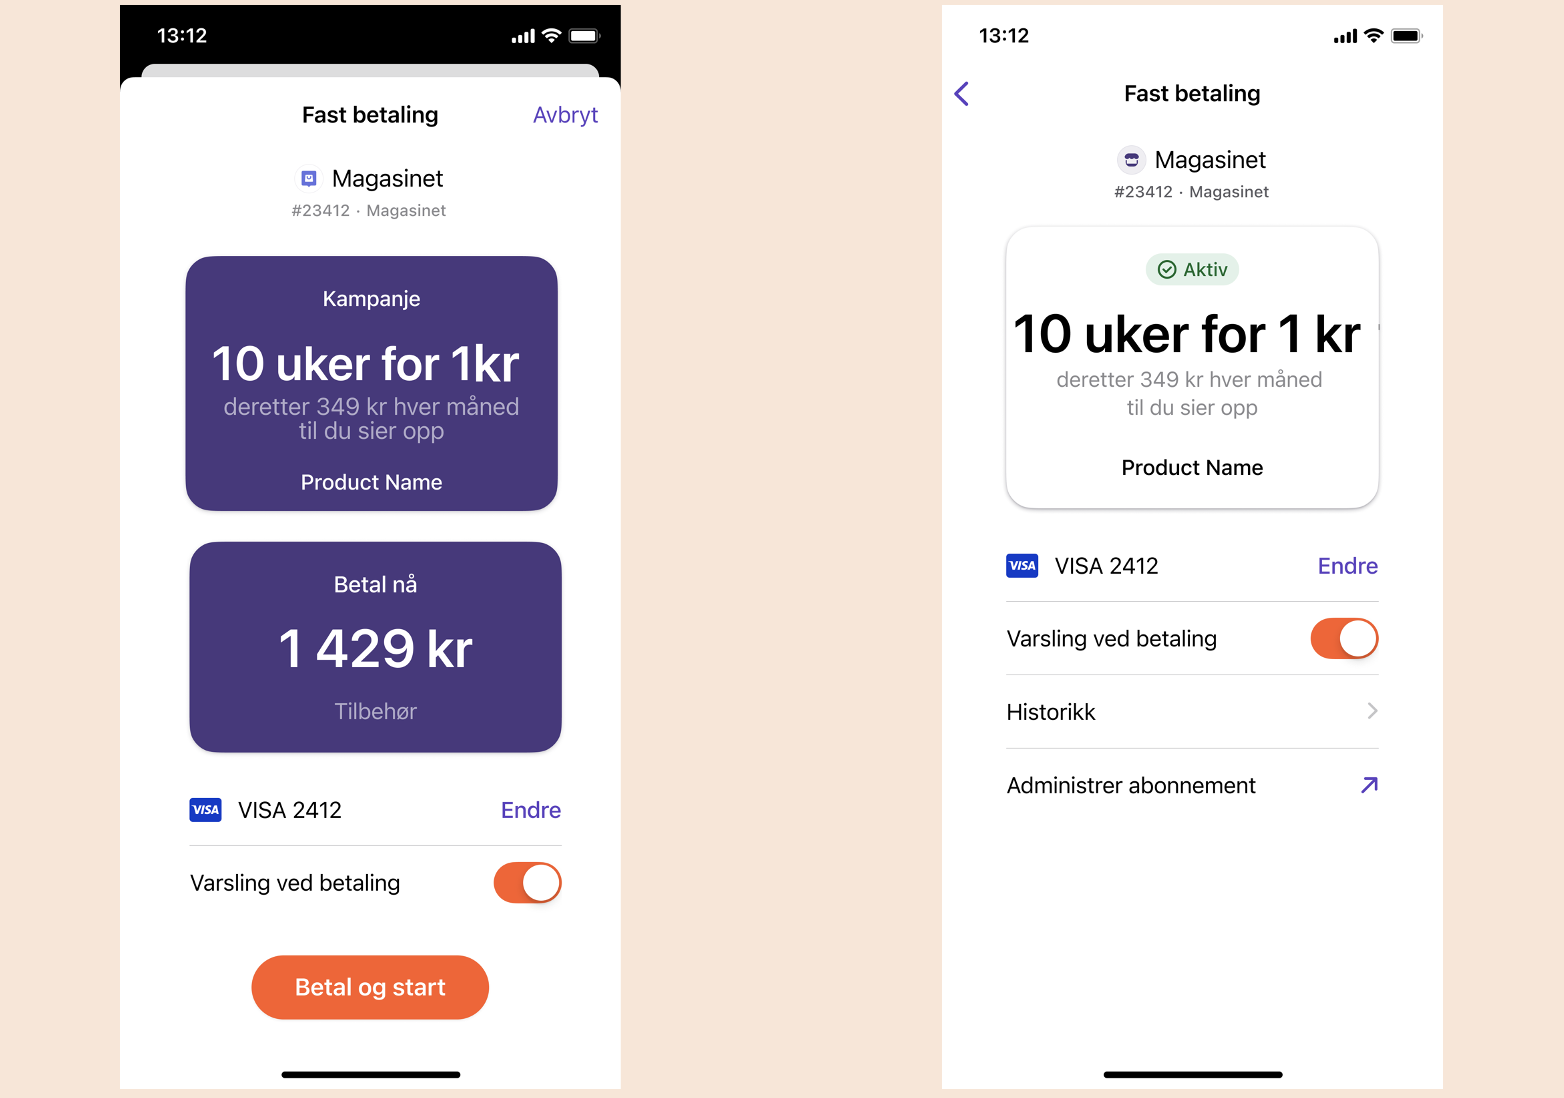 13:12
Fast betaling
Avbryt
Magasinet
#23412 · Magasinet
Kampanje
10 uker for 1kr
deretter 349 kr hver måned
til du sier opp
Product Name
Betal nå
1 429 kr
Tilbehør
VISA
VISA 2412
Endre
Varsling ved betaling
Betal og start
13:12
Fast betaling
Magasinet
#23412 · Magasinet
Aktiv
10 uker for 1 kr
deretter 349 kr hver måned
til du sier opp
Product Name
VISA
VISA 2412
Endre
Varsling ved betaling
Historikk
Administrer abonnement